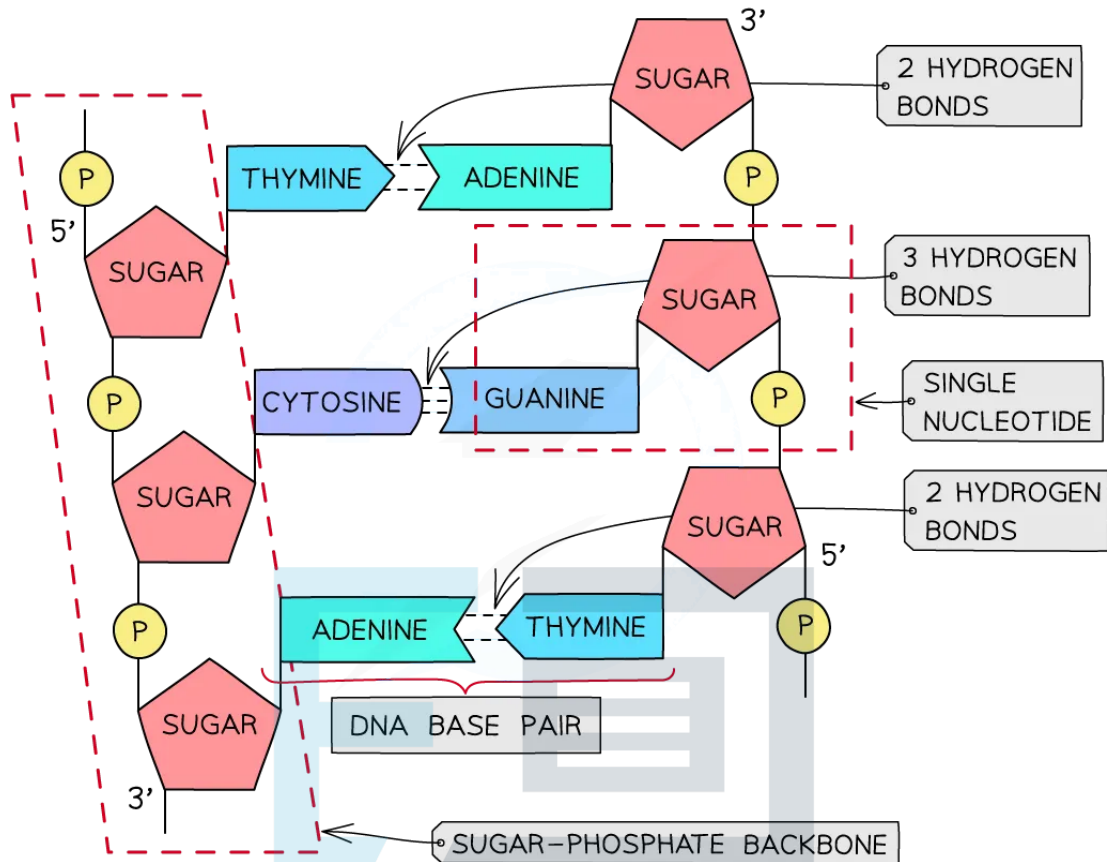 3’
SUGAR
2 HYDROGEN
BONDS
P
THYMINE
ADENINE
P
5’
SUGAR
SUGAR
3 HYDROGEN
BONDS
P
CYTOSINE
GUANINE
P
SINGLE
NUCLEOTIDE
SUGAR
SUGAR
2 HYDROGEN
BONDS
5’
P
ADENINE
THYMINE
P
SUGAR
DNA BASE PAIR
3’
SUGAR-PHOSPHATE BACKBONE